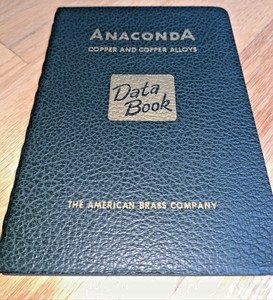 ANACONDA
COPPER AND COPPER ALLOYS
Data
Book
THE AMERICAN BRASS COMPANY